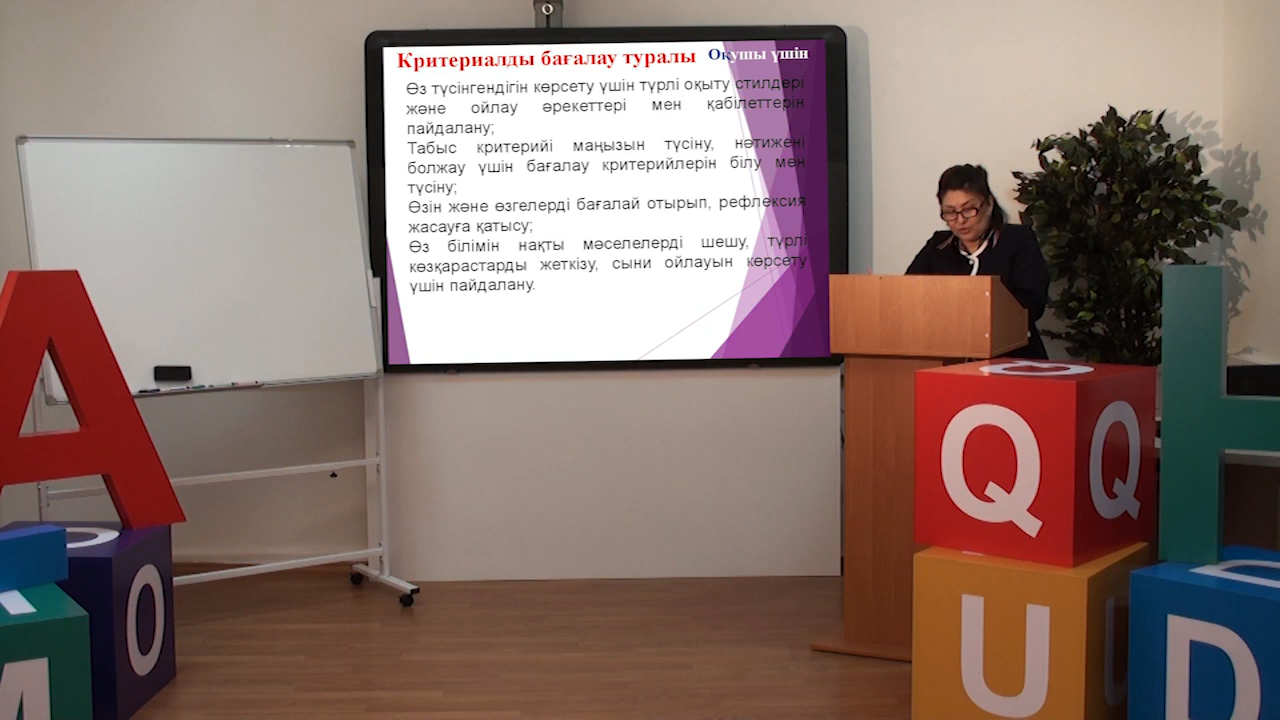 Критериалды бағалау туралы Оқушы үшін
Өз түсінгендігін көрсету үшін түрлі оқыту стилдері
және ойлау әрекеттері мен қабілеттерін
пайдалану;
Табыс критерийі маңызын түсіну, нәтижені
болжау үшін бағалау критерийлерін білу мен
түсіну;
Өзін және өзгелерді бағалай отырып, рефлексия
жасауға қатысу;
Өз білімін нақты мәселелерді шешу, түрлі
көзқарастарды жеткізу, сыни ойлауын көрсету
үшін пайдалану.
A
O
M
Q
Q
U
D